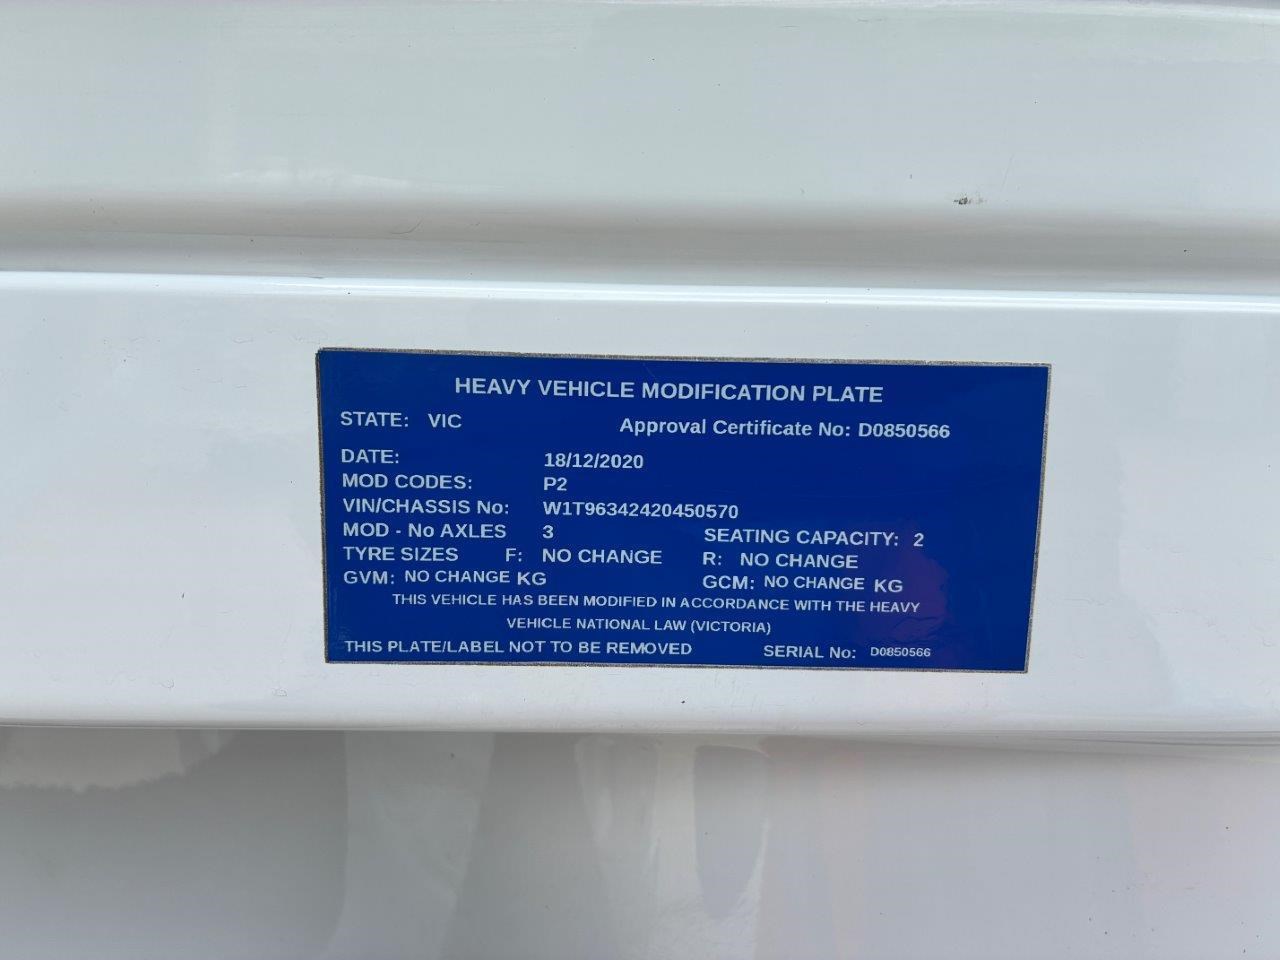 HEAVY VEHICLE MODIFICATION PLATE
STATE: VIC Approval Certificate No: D0850566
DATE: 18/12/2020
MOD CODES: P2
VIN/CHASSIS No: W1T96342420450570
MOD - No AXLES 3 SEATING CAPACITY: 2
TYRE SIZES F: NO CHANGE R: NO CHANGE
GVM: NO CHANGE KG GCM: NO CHANGE KG
THIS VEHICLE HAS BEEN MODIFIED IN ACCORDANCE WITH THE HEAVY
VEHICLE NATIONAL LAW (VICTORIA)
THIS PLATE/LABEL NOT TO BE REMOVED SERIAL No: D0850566